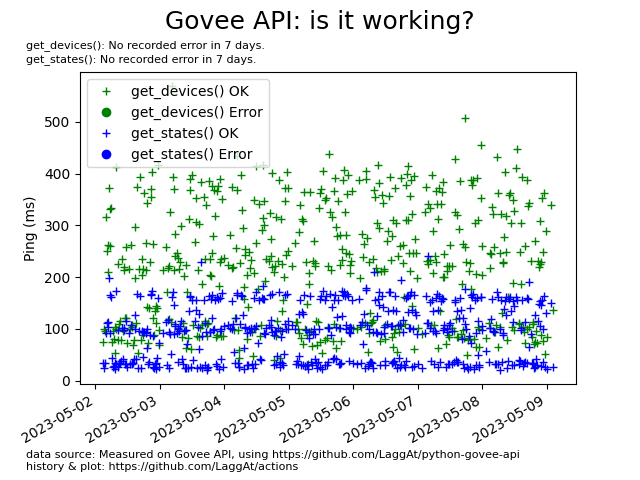 Govee API: is it working?
get_devices(): No recorded error in 7 days.
get_states(): No recorded error in 7 days.
get_devices() OK
get_devices() Error
get_states() OK
get_states() Error
Ping (ms)
500
400
300
200
100
0
2023-05-02
2023-05-03
2023-05-04
2023-05-05
2023-05-06
2023-05-07
2023-05-08
2023-05-09
data source: Measured on Govee API, using https://github.com/LaggAt/python-govee-api
history & plot: https://github.com/LaggAt/actions